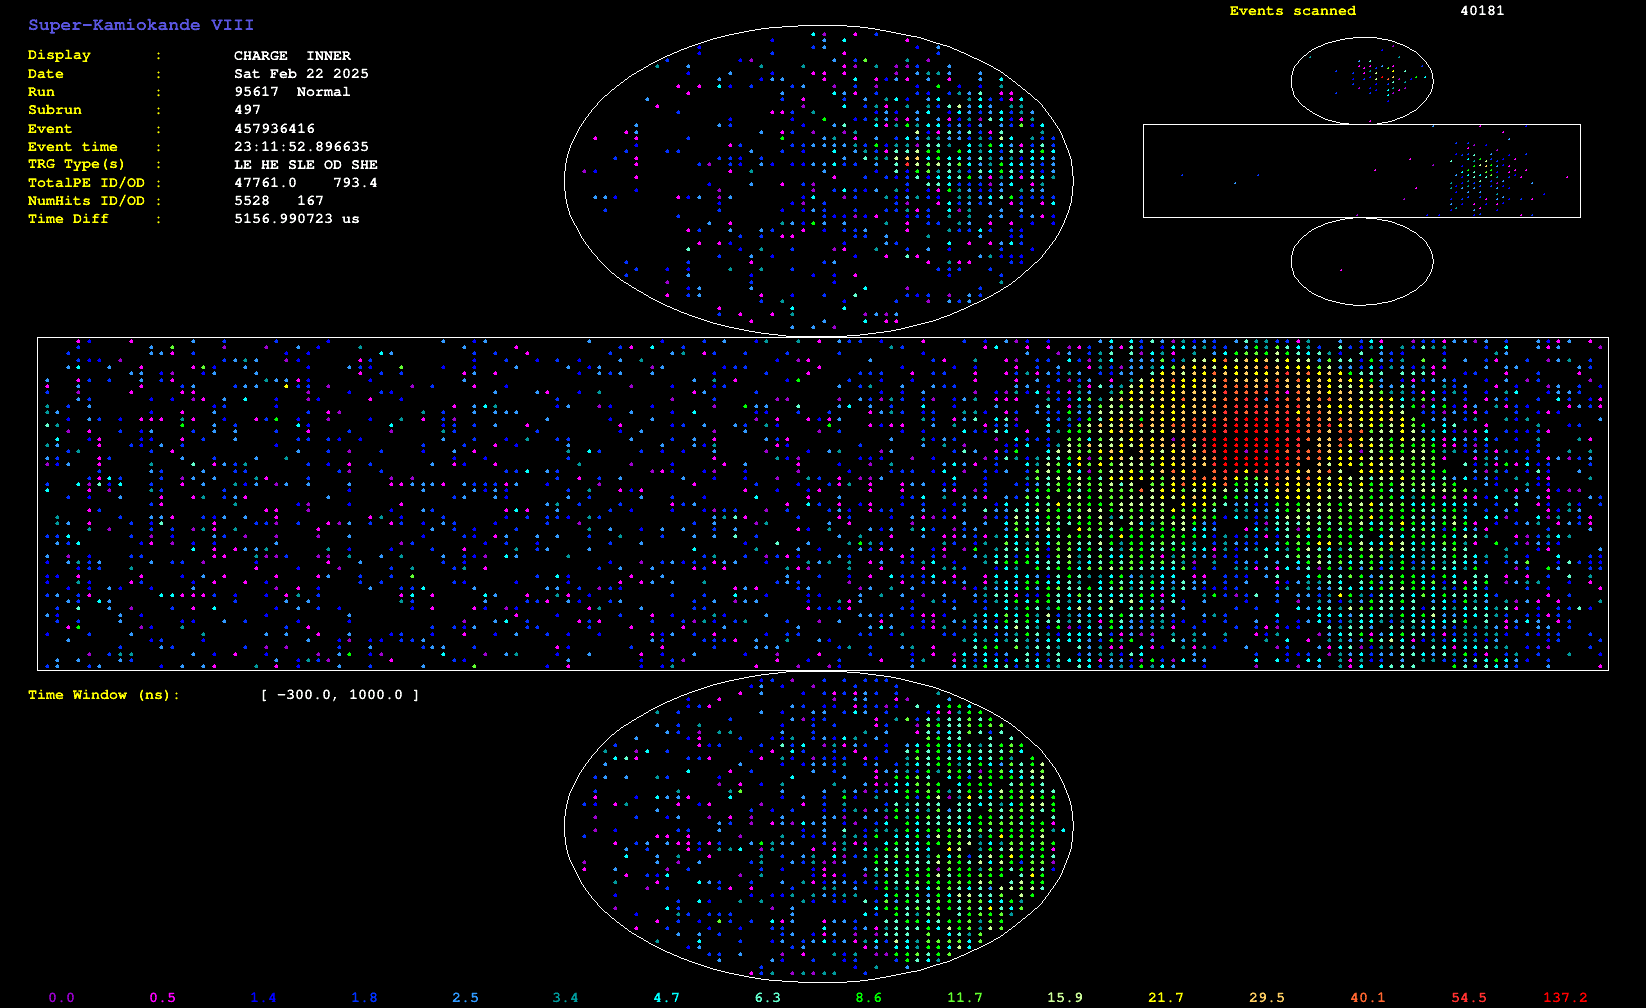 Super-Kamiokande VIII
Events scanned 40181
Display : CHARGE INNER
Date : Sat Feb 22 2025
Run : 95617 Normal
Subrun : 497
Event : 457936416
Event time : 23:11:52.896635
TRG Type(s) : LE HE SLE OD SHE
TotalPE ID/OD : 47761.0 793.4
NumHits ID/OD : 5528 167
Time Diff : 5156.990723 us
Time Window (ns): [ -300.0, 1000.0 ]
0.0 0.5 1.4 1.8 2.5 3.4 4.7 6.3 8.6 11.7 15.9 21.7 29.5 40.1 54.5 137.2